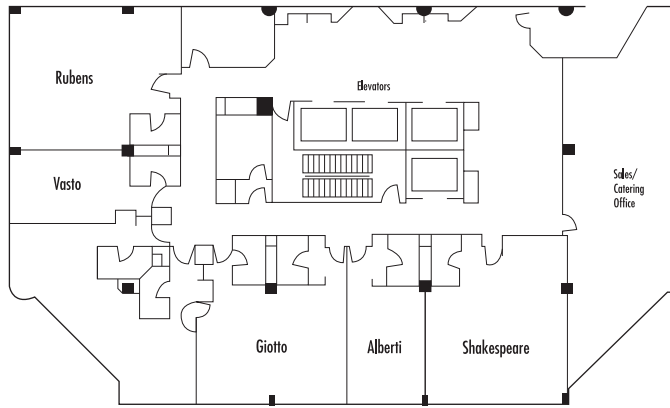 Elevators
Rubens
Vasto
Sales/
Catering
Office
Giotto
Alberti
Shakespeare